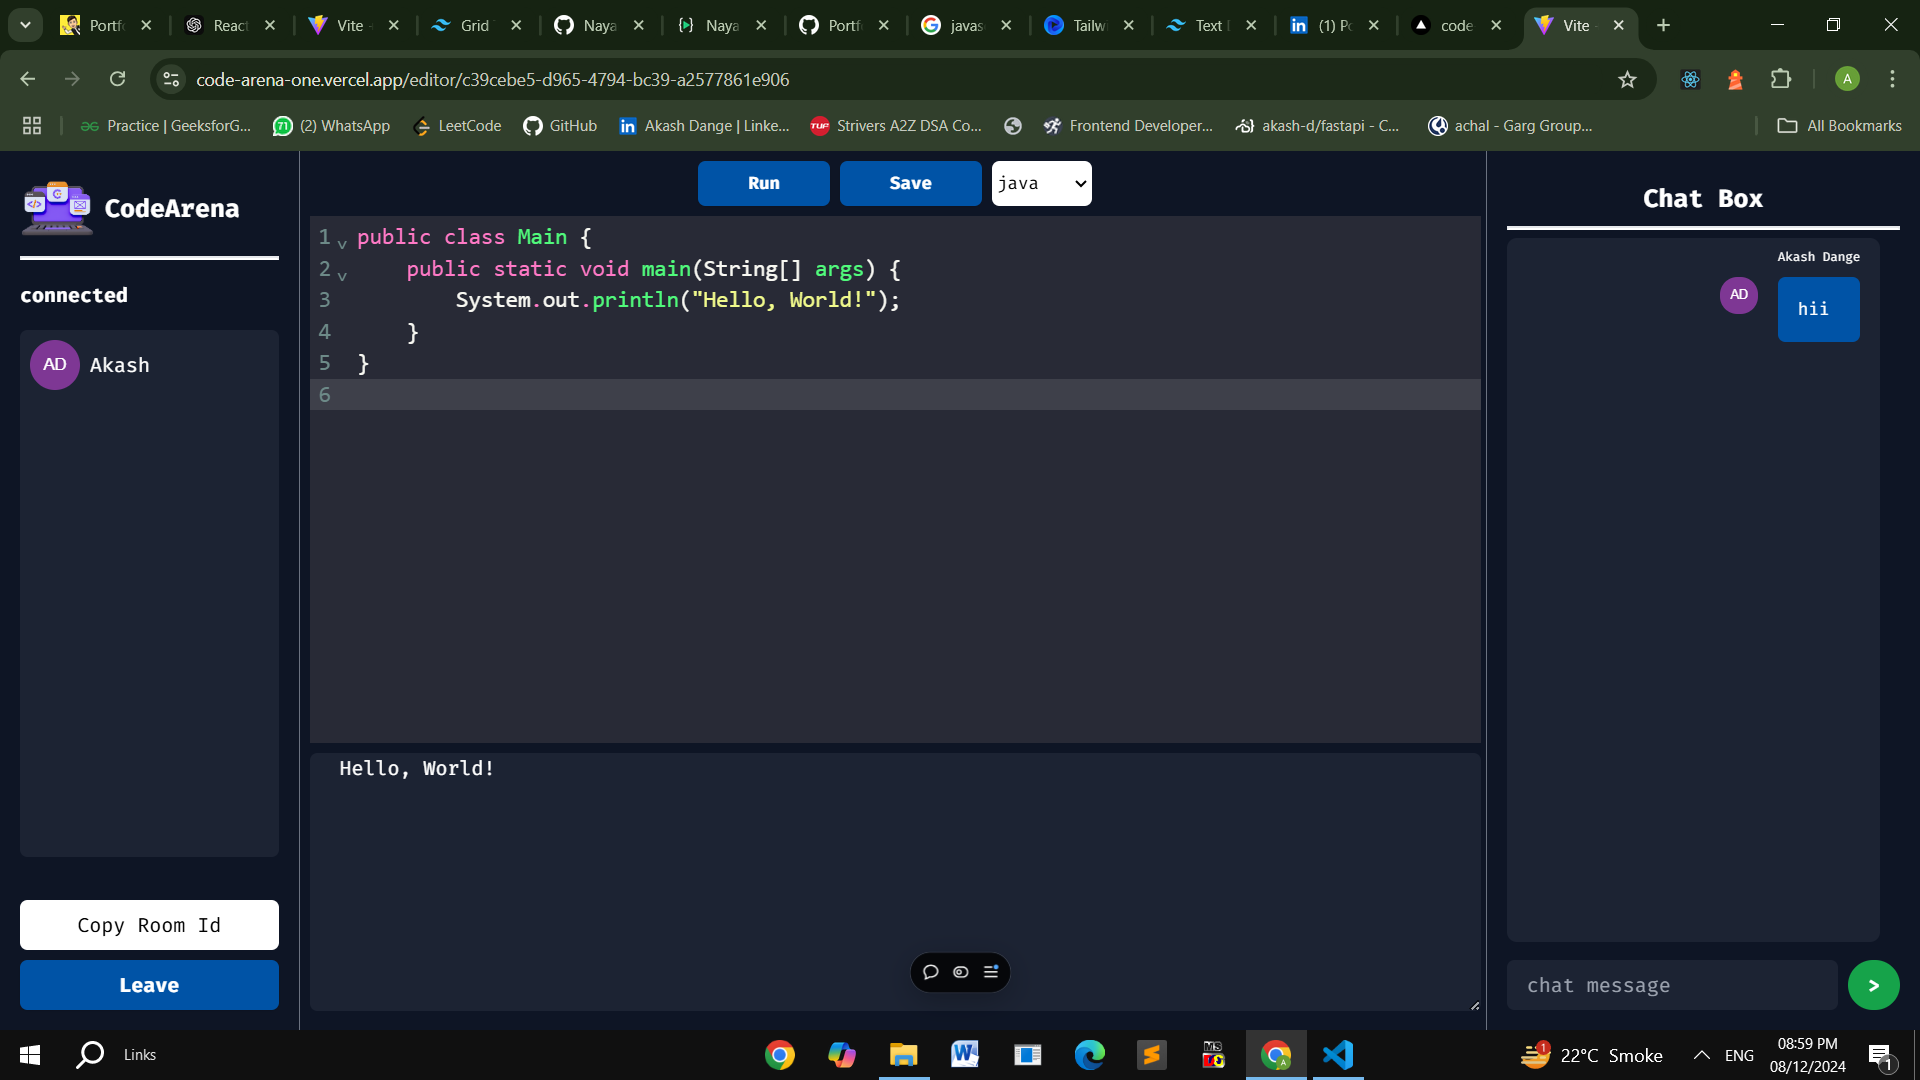 Portf
React
Vite -
Grid
Naya
Naya
Portf
javas
Tailw
Text
(1) P
code
Vite -
code-arena-one.vercel.app/editor/c39cebe5-d965-4794-bc39-a2577861e906
A
Practice | GeeksforG...
71
(2) WhatsApp
LeetCode
GitHub
Akash Dange | Linke...
TUF
Strivers A2Z DSA Co...
Frontend Developer...
akash-d/fastapi - C...
achal - Garg Group...
All Bookmarks
CodeArena
connected
AD
Akash
Copy Room Id
Leave
Run
Save
java
1 public class Main {
2 public static void main(String[] args) {
3 System.out.println("Hello, World!");
4 }
5 }
6
Hello, World!
Chat Box
Akash Dange
AD
hii
chat message
>
Links
22°C Smoke
1
ENG
08:59 PM
08/12/2024
1